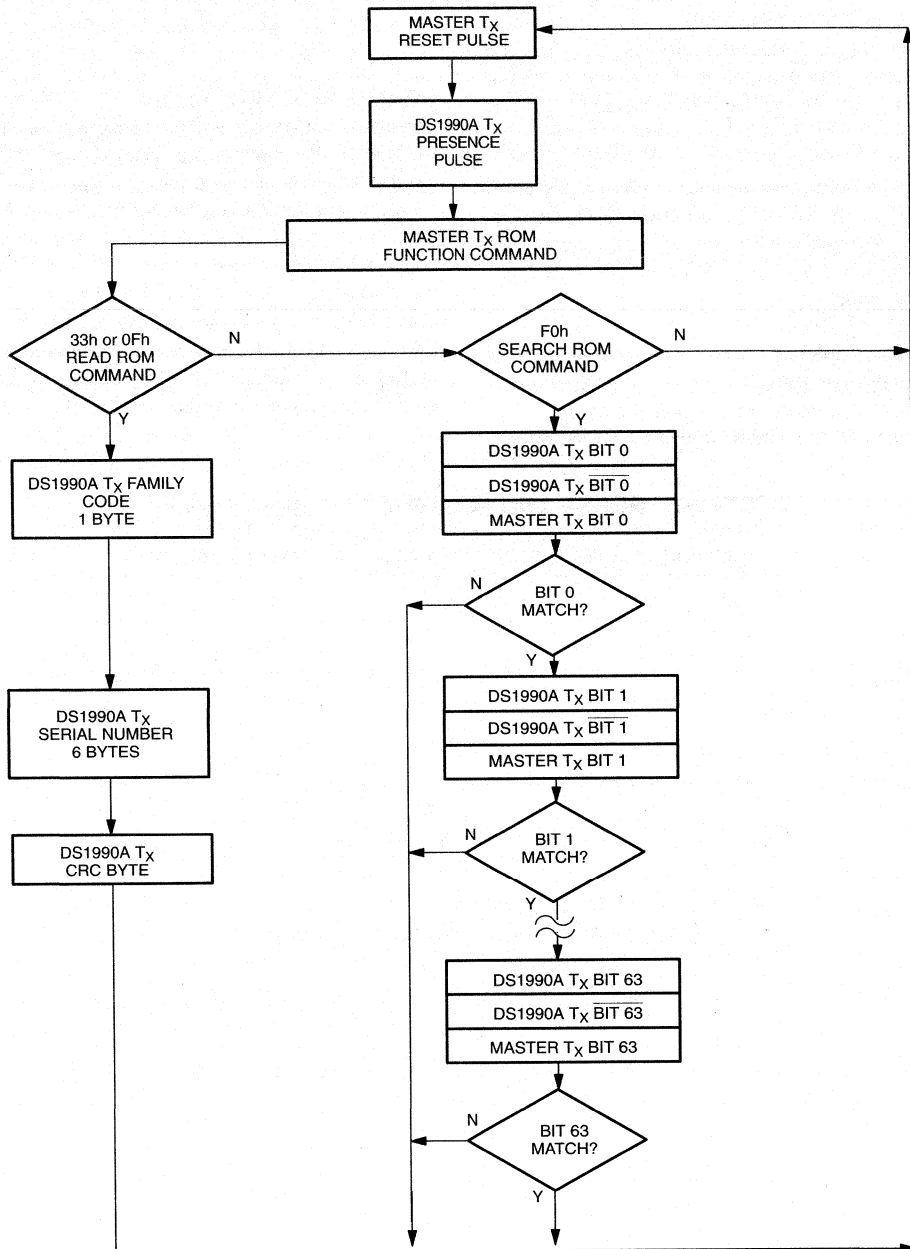 MASTER TX
RESET PULSE
DS1990A TX
PRESENCE
PULSE
MASTER TX ROM
FUNCTION COMMAND
33h or 0Fh
READ ROM
COMMAND
N
Y
F0h
SEARCH ROM
COMMAND
N
Y
DS1990A TX FAMILY
CODE
1 BYTE
DS1990A TX
SERIAL NUMBER
6 BYTES
DS1990A TX
CRC BYTE
DS1990A TX BIT 0
DS1990A TX B̅I̅T̅ ̅0̅
MASTER TX BIT 0
BIT 0
MATCH?
N
Y
DS1990A TX BIT 1
DS1990A TX B̅I̅T̅ ̅1̅
MASTER TX BIT 1
BIT 1
MATCH?
N
Y
DS1990A TX BIT 63
DS1990A TX B̅I̅T̅ ̅6̅3̅
MASTER TX BIT 63
BIT 63
MATCH?
N
Y